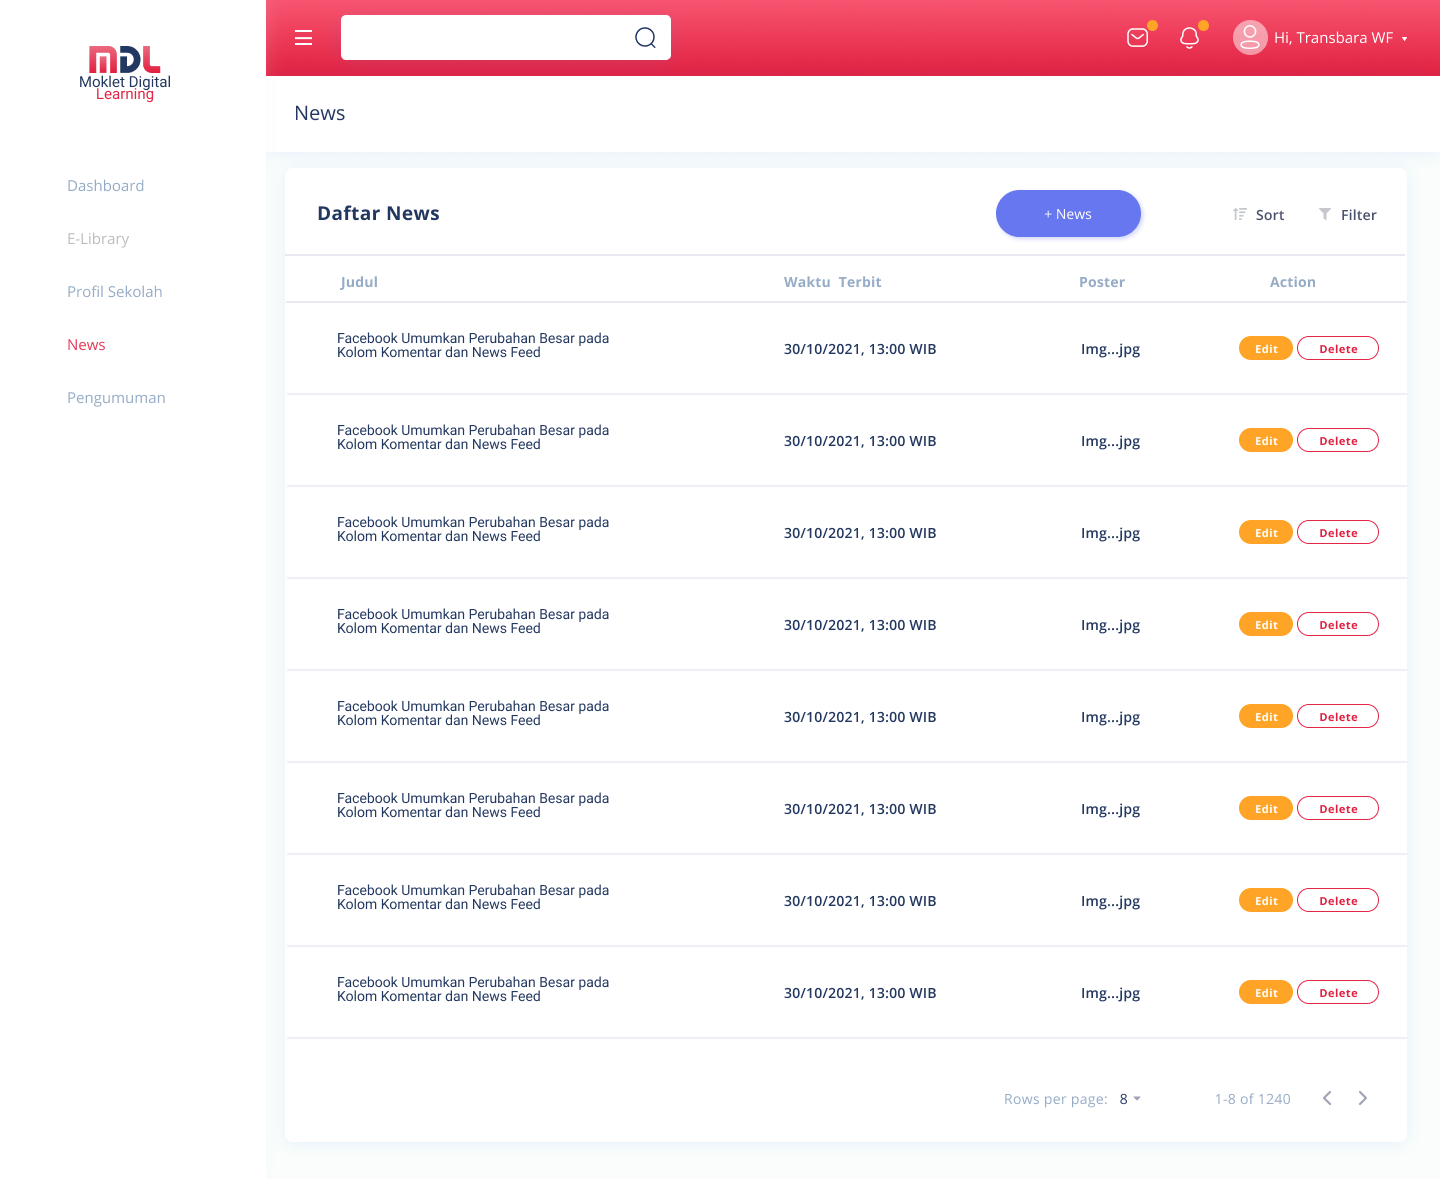 MDL
Moklet Digital
Learning
Hi, Transbara WF
News
Dashboard
E-Library
Profil Sekolah
News
Pengumuman
Daftar News
+ News
Sort
Filter
Judul Waktu Terbit Poster Action
Facebook Umumkan Perubahan Besar pada
Kolom Komentar dan News Feed
30/10/2021, 13:00 WIB Img...jpg Edit Delete
Facebook Umumkan Perubahan Besar pada
Kolom Komentar dan News Feed
30/10/2021, 13:00 WIB Img...jpg Edit Delete
Facebook Umumkan Perubahan Besar pada
Kolom Komentar dan News Feed
30/10/2021, 13:00 WIB Img...jpg Edit Delete
Facebook Umumkan Perubahan Besar pada
Kolom Komentar dan News Feed
30/10/2021, 13:00 WIB Img...jpg Edit Delete
Facebook Umumkan Perubahan Besar pada
Kolom Komentar dan News Feed
30/10/2021, 13:00 WIB Img...jpg Edit Delete
Facebook Umumkan Perubahan Besar pada
Kolom Komentar dan News Feed
30/10/2021, 13:00 WIB Img...jpg Edit Delete
Facebook Umumkan Perubahan Besar pada
Kolom Komentar dan News Feed
30/10/2021, 13:00 WIB Img...jpg Edit Delete
Facebook Umumkan Perubahan Besar pada
Kolom Komentar dan News Feed
30/10/2021, 13:00 WIB Img...jpg Edit Delete
Rows per page: 8 1-8 of 1240